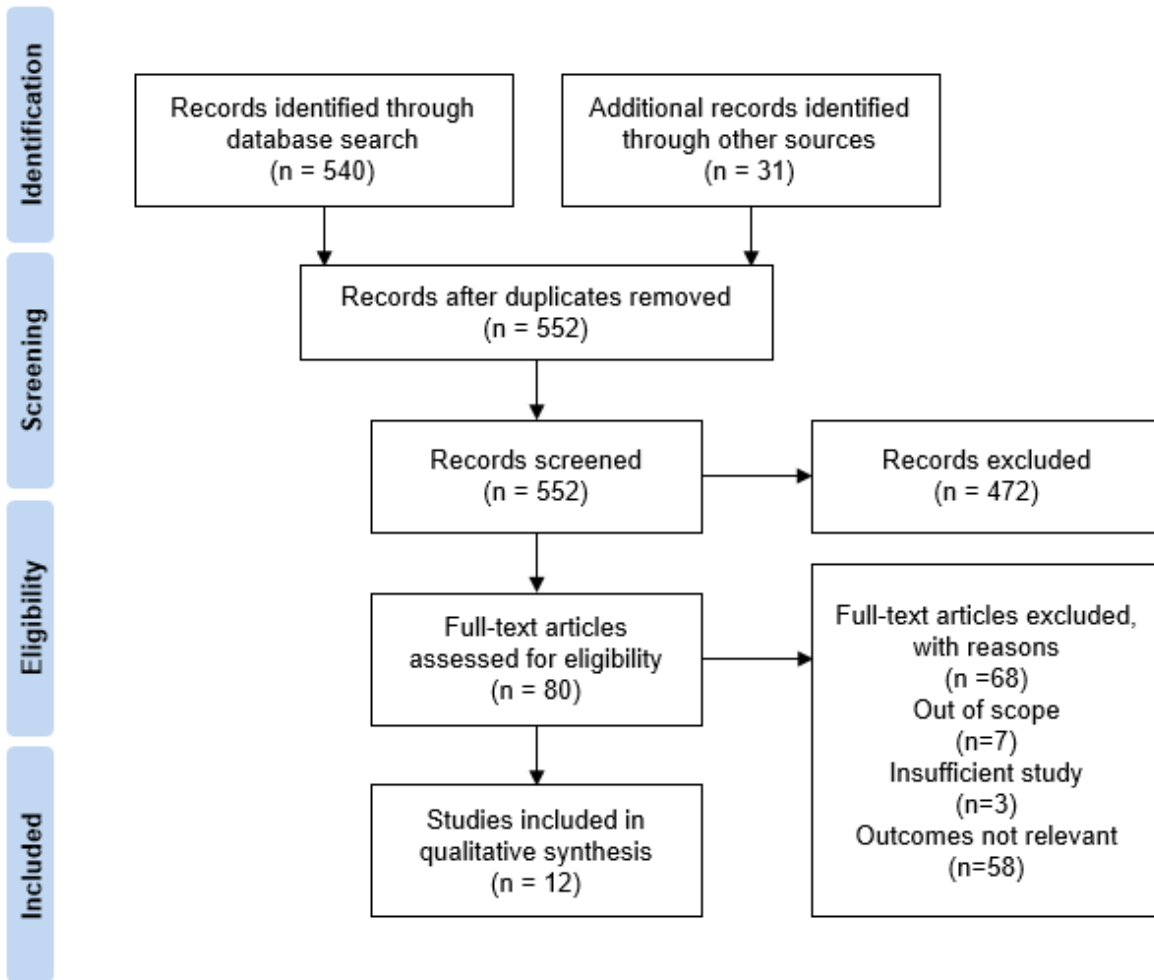 Identification
Records identified through
database search
(n = 540)
Additional records identified
through other sources
(n = 31)
Screening
Records after duplicates removed
(n = 552)
Records screened
(n = 552)
Records excluded
(n = 472)
Eligibility
Full-text articles
assessed for eligibility
(n = 80)
Full-text articles excluded,
with reasons
(n =68)
Out of scope
(n=7)
Insufficient study
(n=3)
Outcomes not relevant
(n=58)
Included
Studies included in
qualitative synthesis
(n = 12)